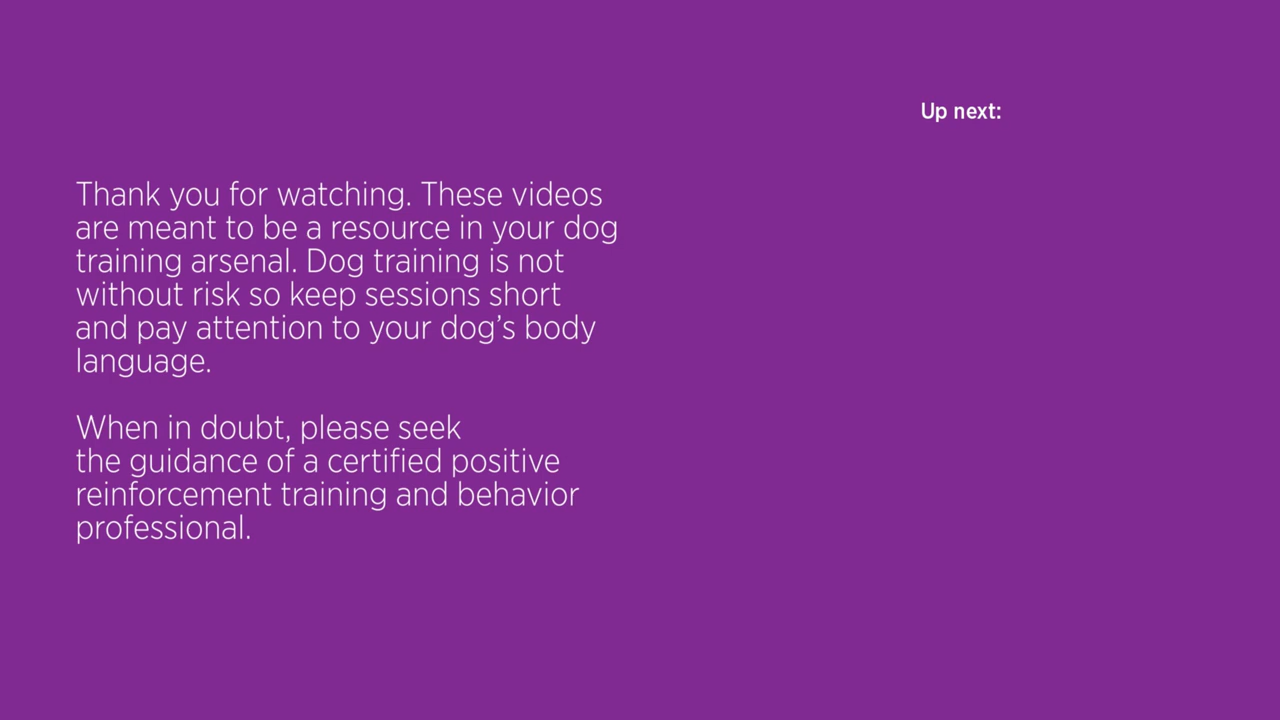 Up next:
Thank you for watching. These videos
are meant to be a resource in your dog
training arsenal. Dog training is not
without risk so keep sessions short
and pay attention to your dog’s body
language.
When in doubt, please seek
the guidance of a certified positive
reinforcement training and behavior
professional.